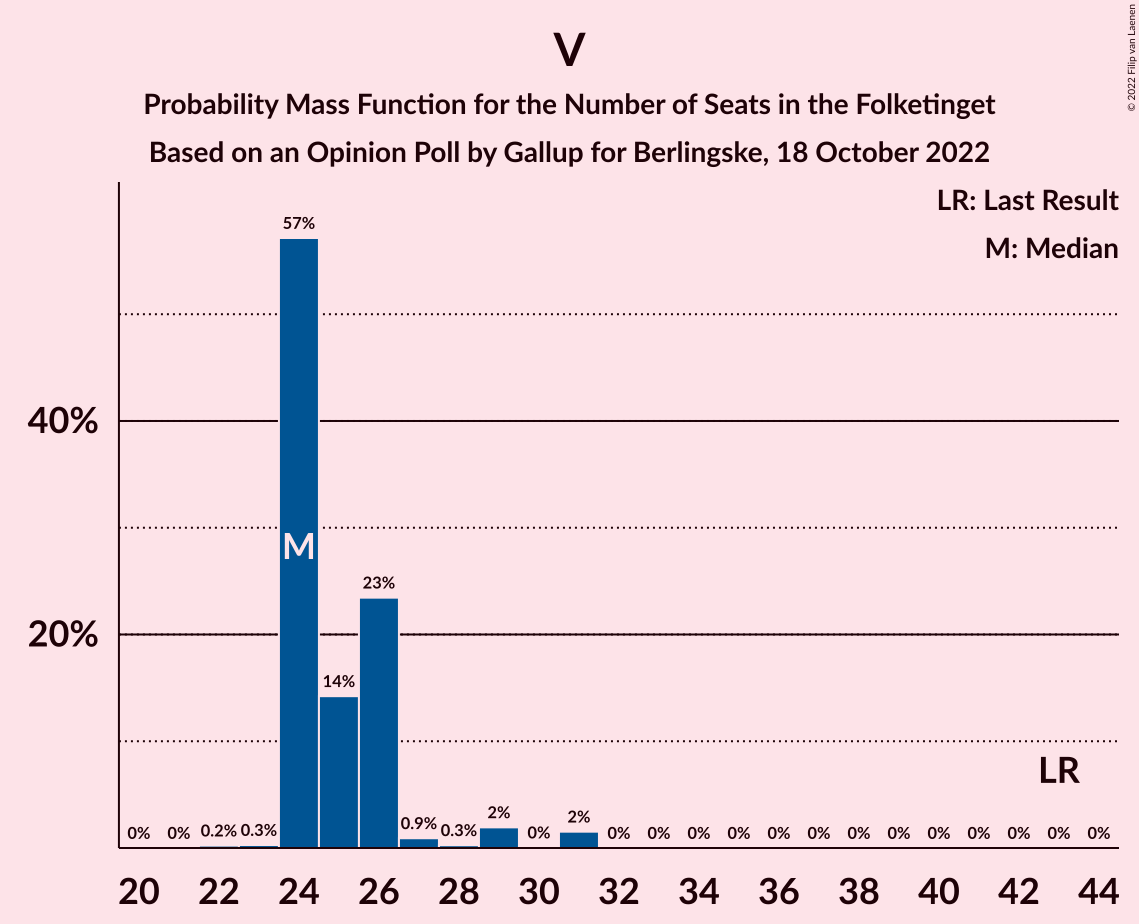 V
Probability Mass Function for the Number of Seats in the Folketinget
Based on an Opinion Poll by Gallup for Berlingske, 18 October 2022
© 2022 Filip van Laenen
LR: Last Result
M: Median
57%
40%
M
23%
20%
14%
LR
0% 0% 0.2% 0.3% 0.9% 0.3% 2% 0% 2% 0% 0% 0% 0% 0% 0% 0% 0% 0% 0% 0% 0% 0%
20 22 24 26 28 30 32 34 36 38 40 42 44